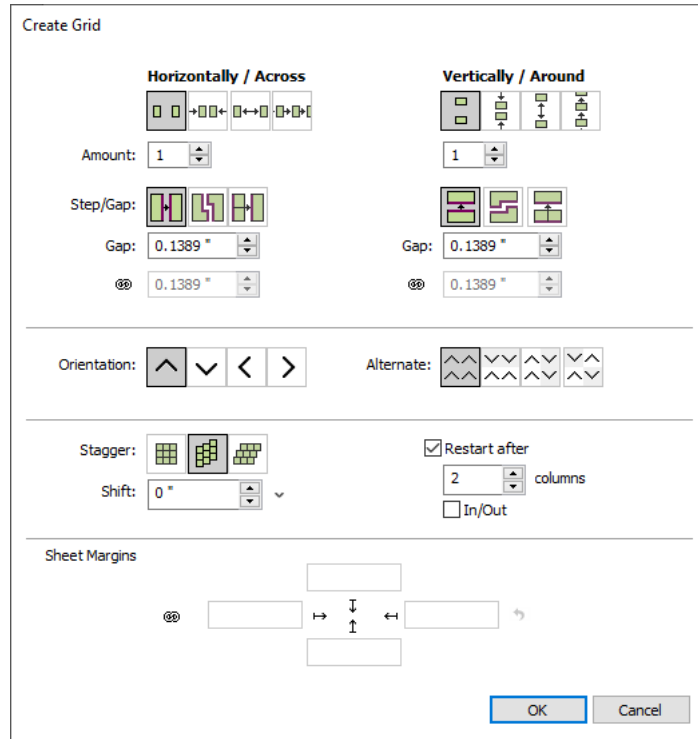 Create Grid
Horizontally / Across Vertically / Around
Amount: 1 1
Step/Gap:
Gap: 0.1389 " Gap: 0.1389 "
0.1389 " 0.1389 "
Orientation: Alternate:
Stagger: Restart after
Shift: 0 " 2 columns
In/Out
Sheet Margins
OK Cancel